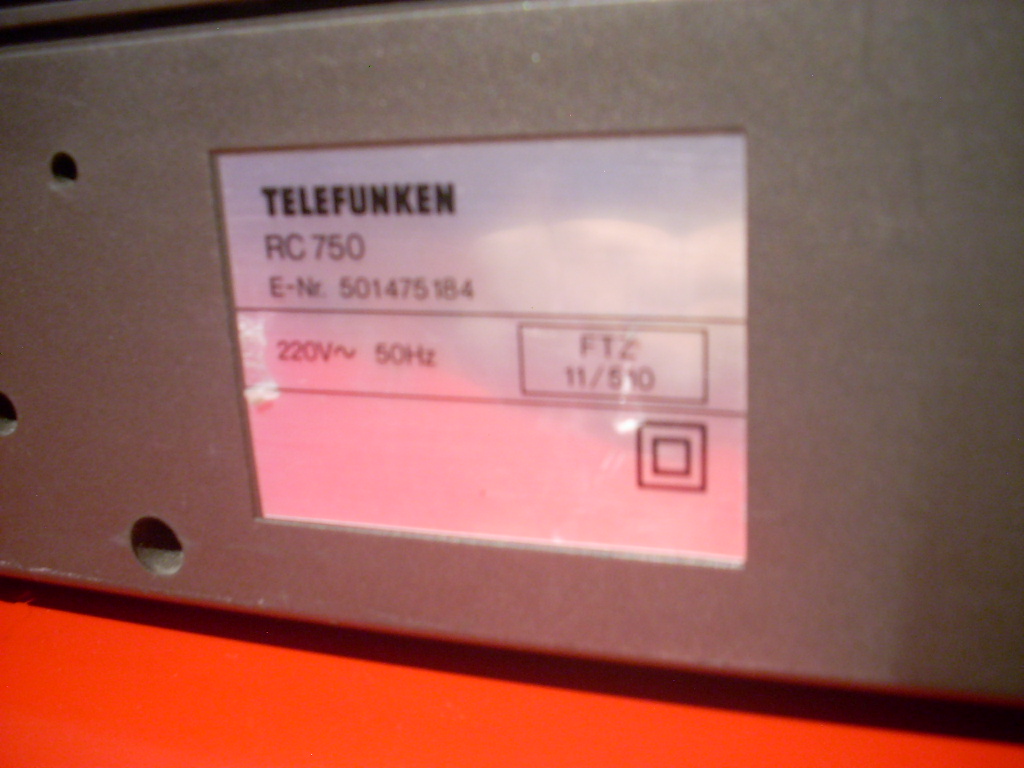 TELEFUNKEN
RC 750
E-Nr. 501475184
220V~ 50Hz
FTZ
11/510